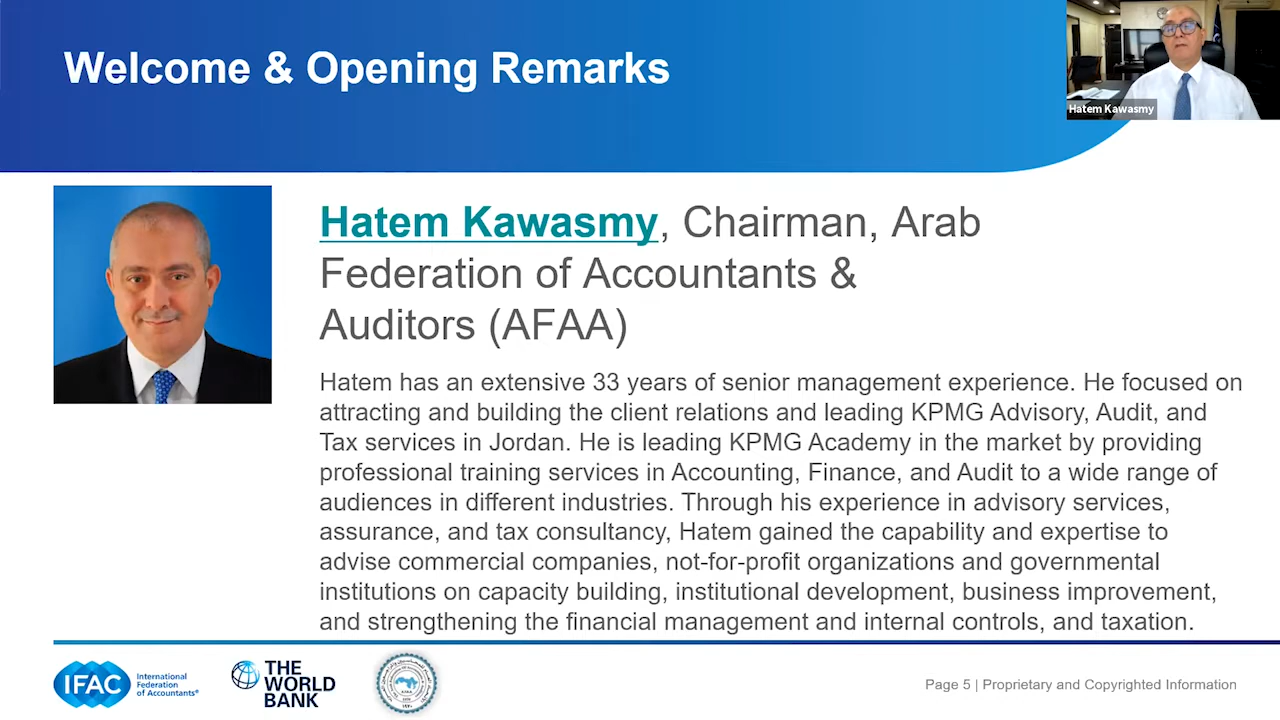 Welcome & Opening Remarks
Hatem Kawasmy
Hatem Kawasmy, Chairman, Arab
Federation of Accountants &
Auditors (AFAA)
Hatem has an extensive 33 years of senior management experience. He focused on
attracting and building the client relations and leading KPMG Advisory, Audit, and
Tax services in Jordan. He is leading KPMG Academy in the market by providing
professional training services in Accounting, Finance, and Audit to a wide range of
audiences in different industries. Through his experience in advisory services,
assurance, and tax consultancy, Hatem gained the capability and expertise to
advise commercial companies, not-for-profit organizations and governmental
institutions on capacity building, institutional development, business improvement,
and strengthening the financial management and internal controls, and taxation.
IFAC
International
Federation
of Accountants®
THE
WORLD
BANK
Page 5 | Proprietary and Copyrighted Information